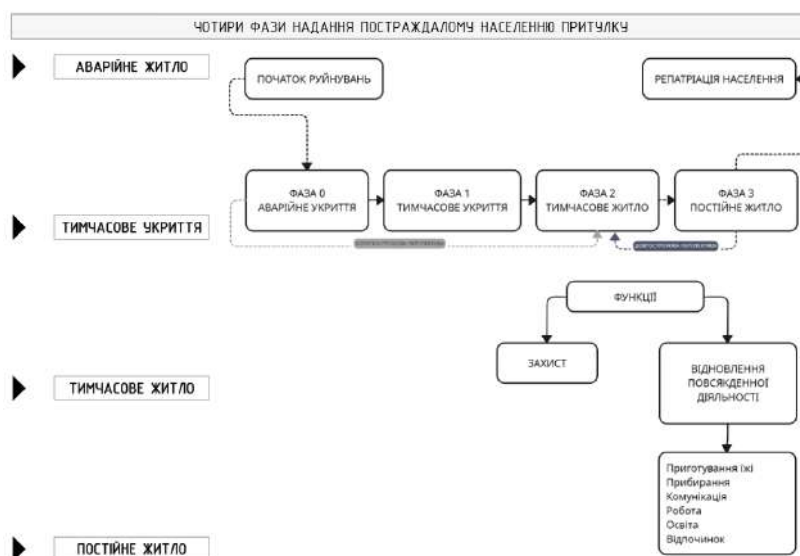 ЧОТИРИ ФАЗИ НАДАННЯ ПОСТРАЖДАЛОМУ НАСЕЛЕННЮ ПРИТУЛКУ
АВАРІЙНЕ ЖИТЛО
ПОЧАТОК РУЙНУВАНЬ
РЕПАТРІАЦІЯ НАСЕЛЕННЯ
ТИМЧАСОВЕ УКРИТТЯ
ФАЗА 0
АВАРІЙНЕ УКРИТТЯ
ФАЗА 1
ТИМЧАСОВЕ УКРИТТЯ
ФАЗА 2
ТИМЧАСОВЕ ЖИТЛО
ФАЗА 3
ПОСТІЙНЕ ЖИТЛО
ФУНКЦІЇ
ЗАХИСТ
ВІДНОВЛЕННЯ
ПОВСЯКДЕННОЇ
ДІЯЛЬНОСТІ
ТИМЧАСОВЕ ЖИТЛО
Приготування їжі
Прибирання
Комунікація
Робота
Освіта
Відпочинок
ПОСТІЙНЕ ЖИТЛО